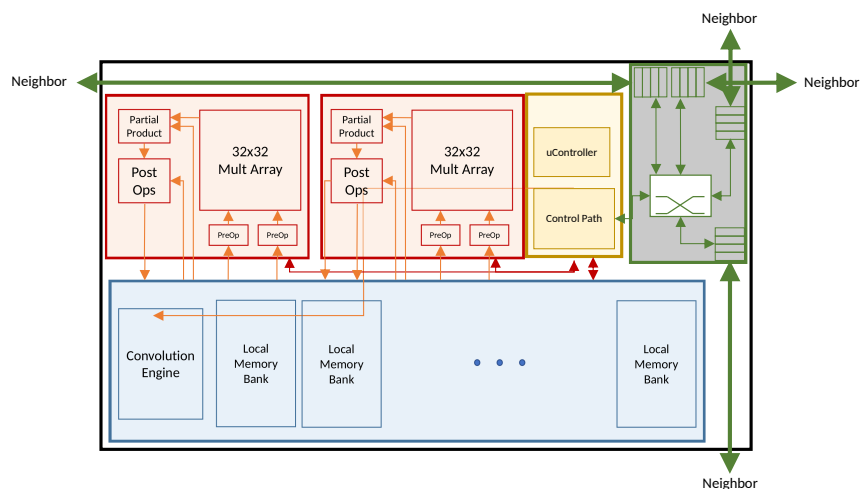 Neighbor
Neighbor
Neighbor
Partial
Product
32x32
Mult Array
Post
Ops
PreOp
PreOp
Partial
Product
32x32
Mult Array
Post
Ops
PreOp
PreOp
uController
Control Path
Convolution
Engine
Local
Memory
Bank
Local
Memory
Bank
Local
Memory
Bank
Neighbor